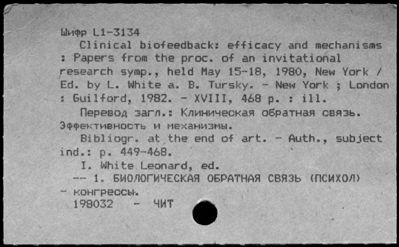 Шифр L1-3134
Clinical biofeedback: efficacy and mechanisms
: Papers from the proc. of an invitational
research symp., held May 15-18, 1980, New York /
Ed. by L. White a. B. Tursky. - New York ; London
: Guilford, 1982. - XVIII, 468 p. : ill.
Перевод загл.: Клиническая обратная связь.
Эффективность и механизмы.
Bibliogr. at the end of art. - Auth., subject
ind.: p. 449-468.
I. White Leonard, ed.
-- 1. БИОЛОГИЧЕСКАЯ ОБРАТНАЯ СВЯЗЬ (ПСИХОЛ)
- конгрессы.
198032 - ЧИТ